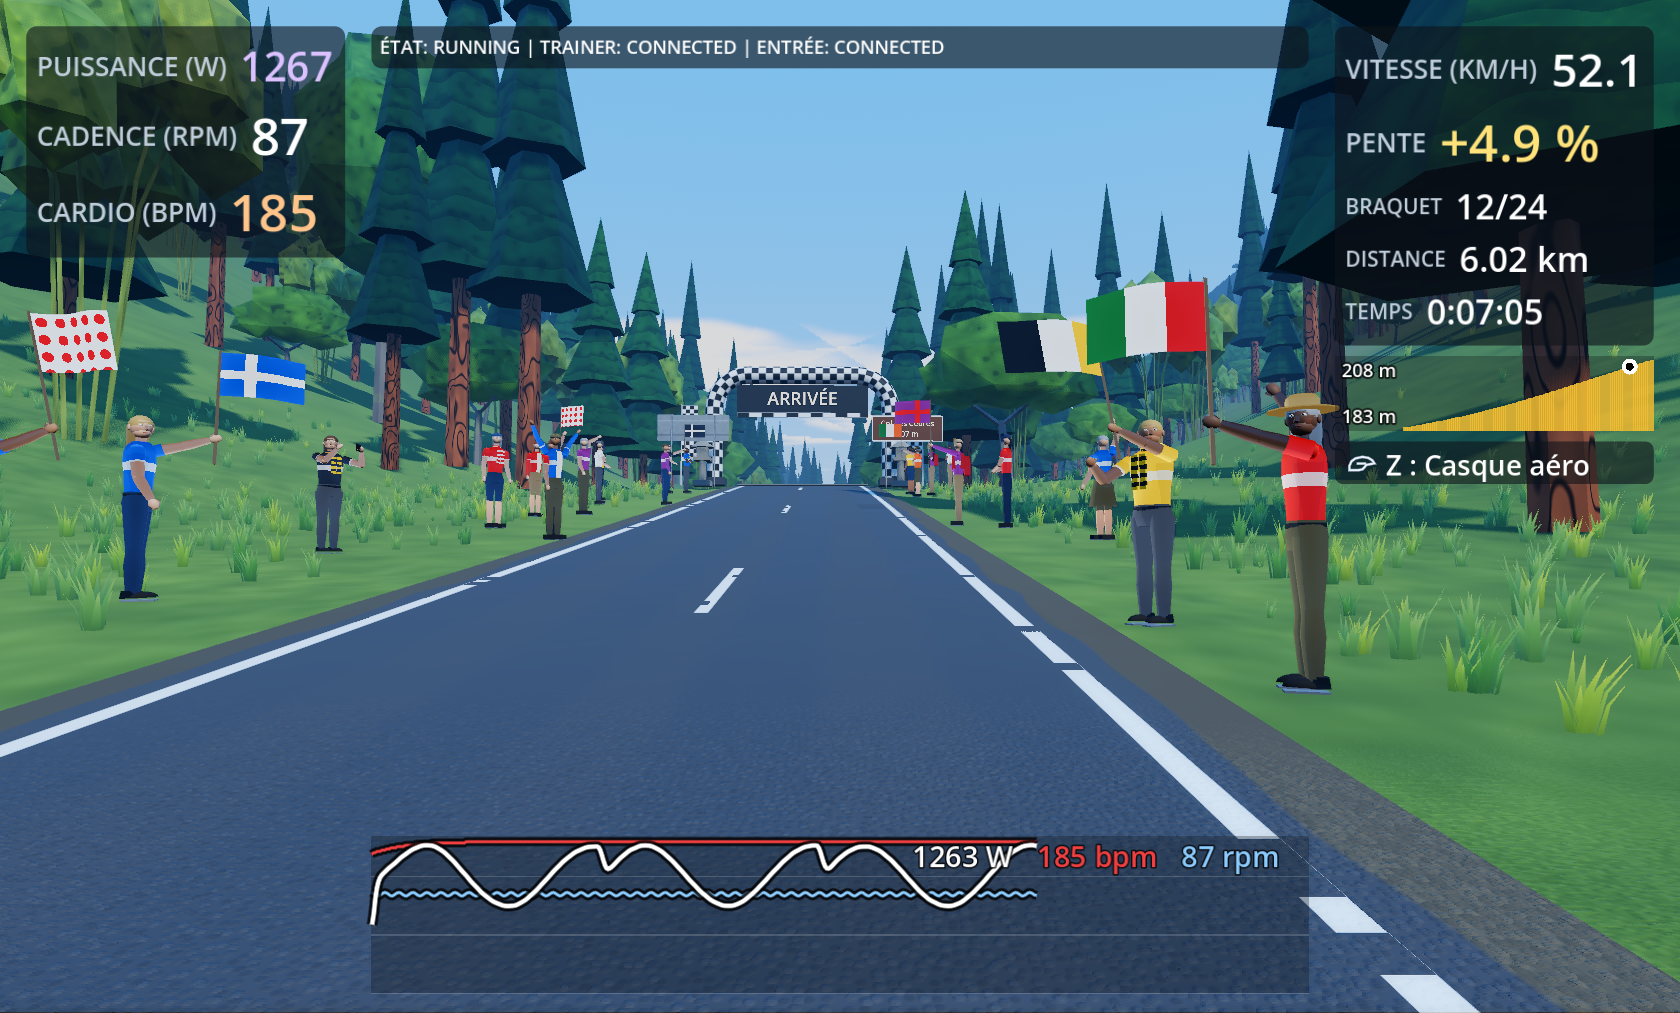 PUISSANCE (W) 1267
CADENCE (RPM) 87
CARDIO (BPM) 185
ÉTAT: RUNNING | TRAINER: CONNECTED | ENTRÉE: CONNECTED
VITESSE (KM/H) 52.1
PENTE +4.9 %
BRAQUET 12/24
DISTANCE 6.02 km
TEMPS 0:07:05
208 m
183 m
Z : Casque aéro
ARRIVÉE
1263 W 185 bpm 87 rpm